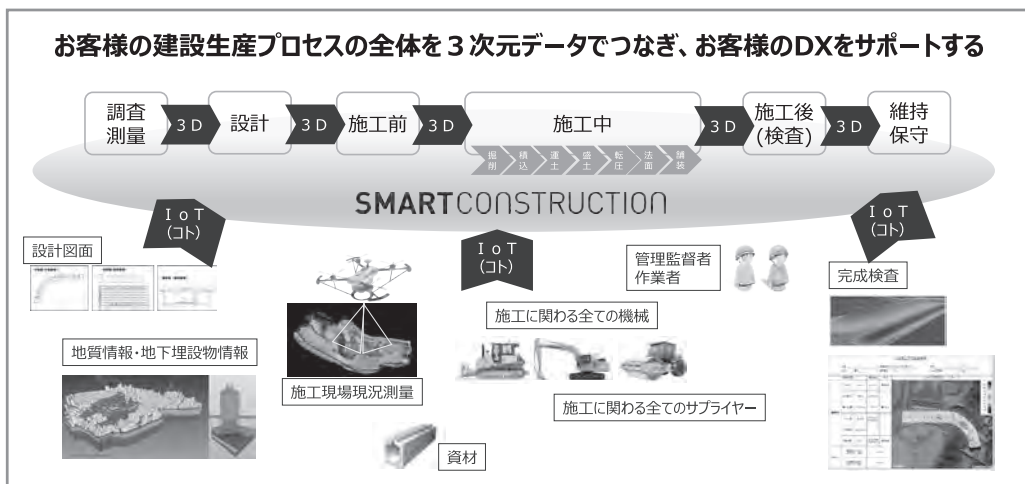 お客様の建設生産プロセスの全体を3次元データでつなぎ、お客様のDXをサポートする
調査
測量
3D
設計
3D
施工前
3D
施工中
3D
施工後
(検査)
3D
維持
保守
掘削
積込
運土
盛土
転圧
法面
舗装
SMARTCONSTRUCTION
IoT
(コト)
IoT
(コト)
IoT
(コト)
設計図面
管理監督者
作業者
完成検査
施工に関わる全ての機械
地質情報・地下埋設物情報
施工現場現況測量
施工に関わる全てのサプライヤー
資材